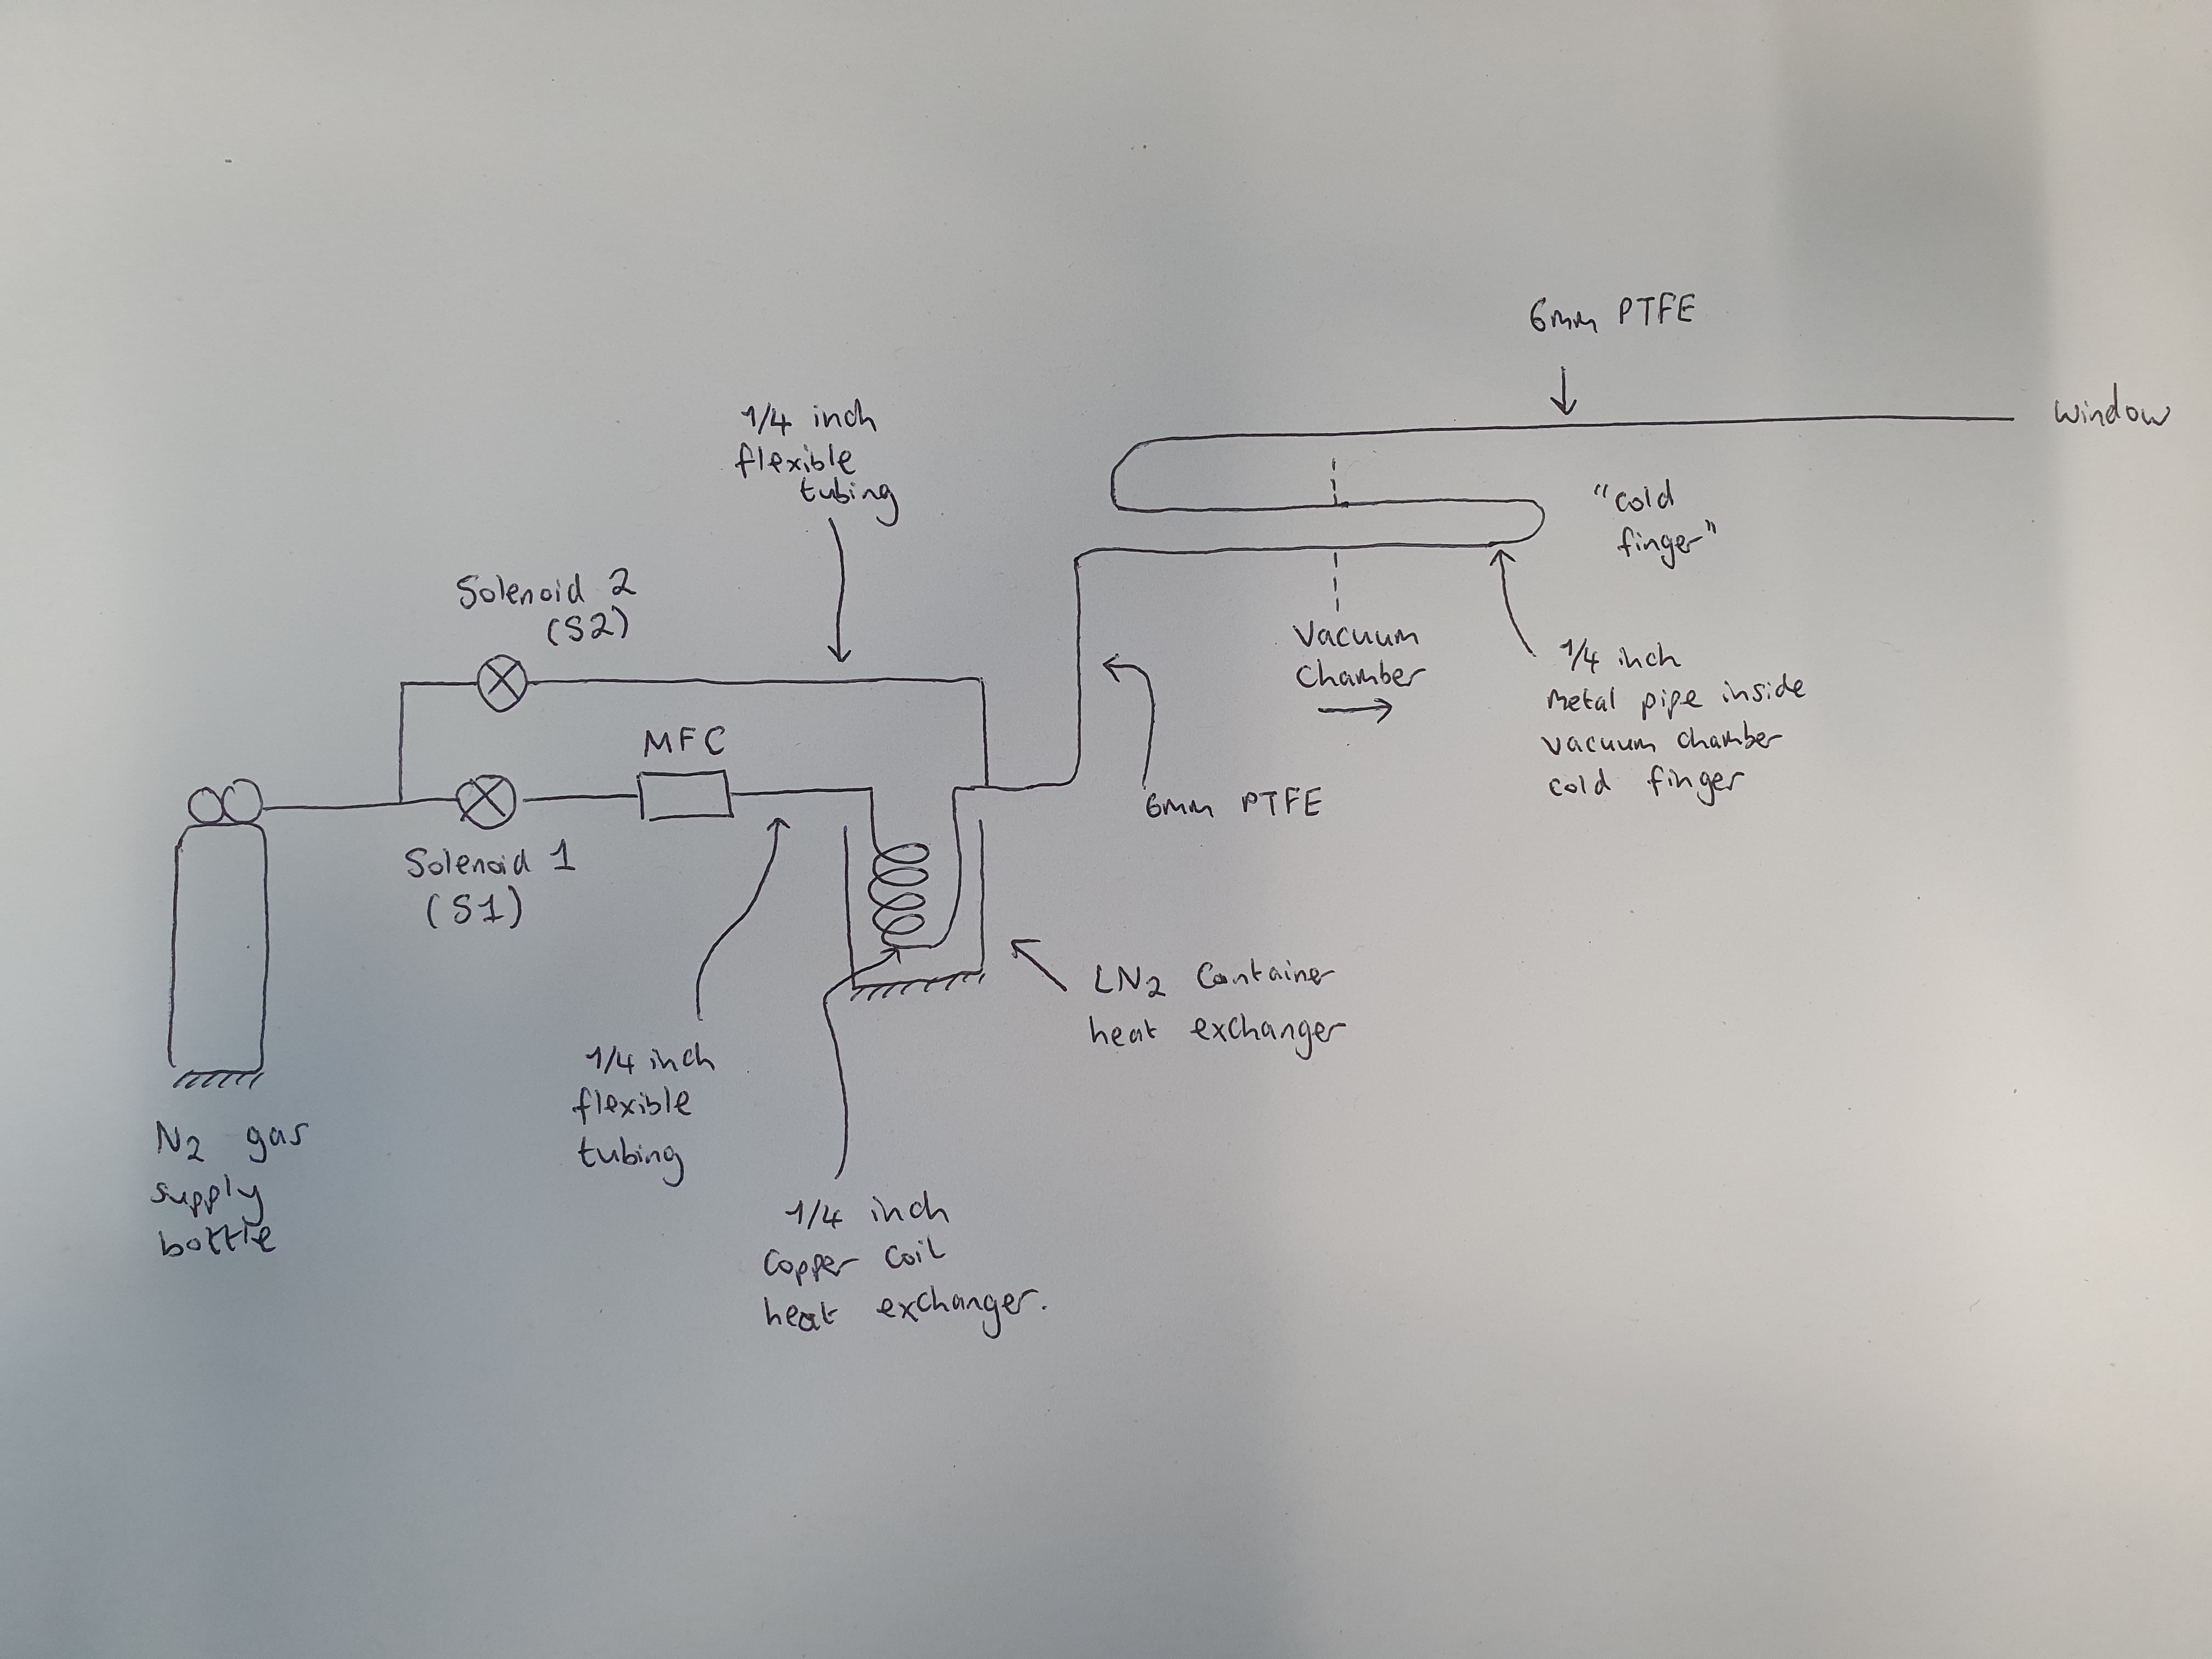 6mm PTFE
window
1/4 inch
flexible
tubing
"cold
finger"
Solenoid 2
(S2)
Vacuum
Chamber
1/4 inch
metal pipe inside
vacuum chamber
cold finger
MFC
6mm PTFE
Solenoid 1
(S1)
LN2 Container
heat exchanger
1/4 inch
flexible
tubing
N2 gas
supply
bottle
1/4 inch
Copper Coil
heat exchanger.